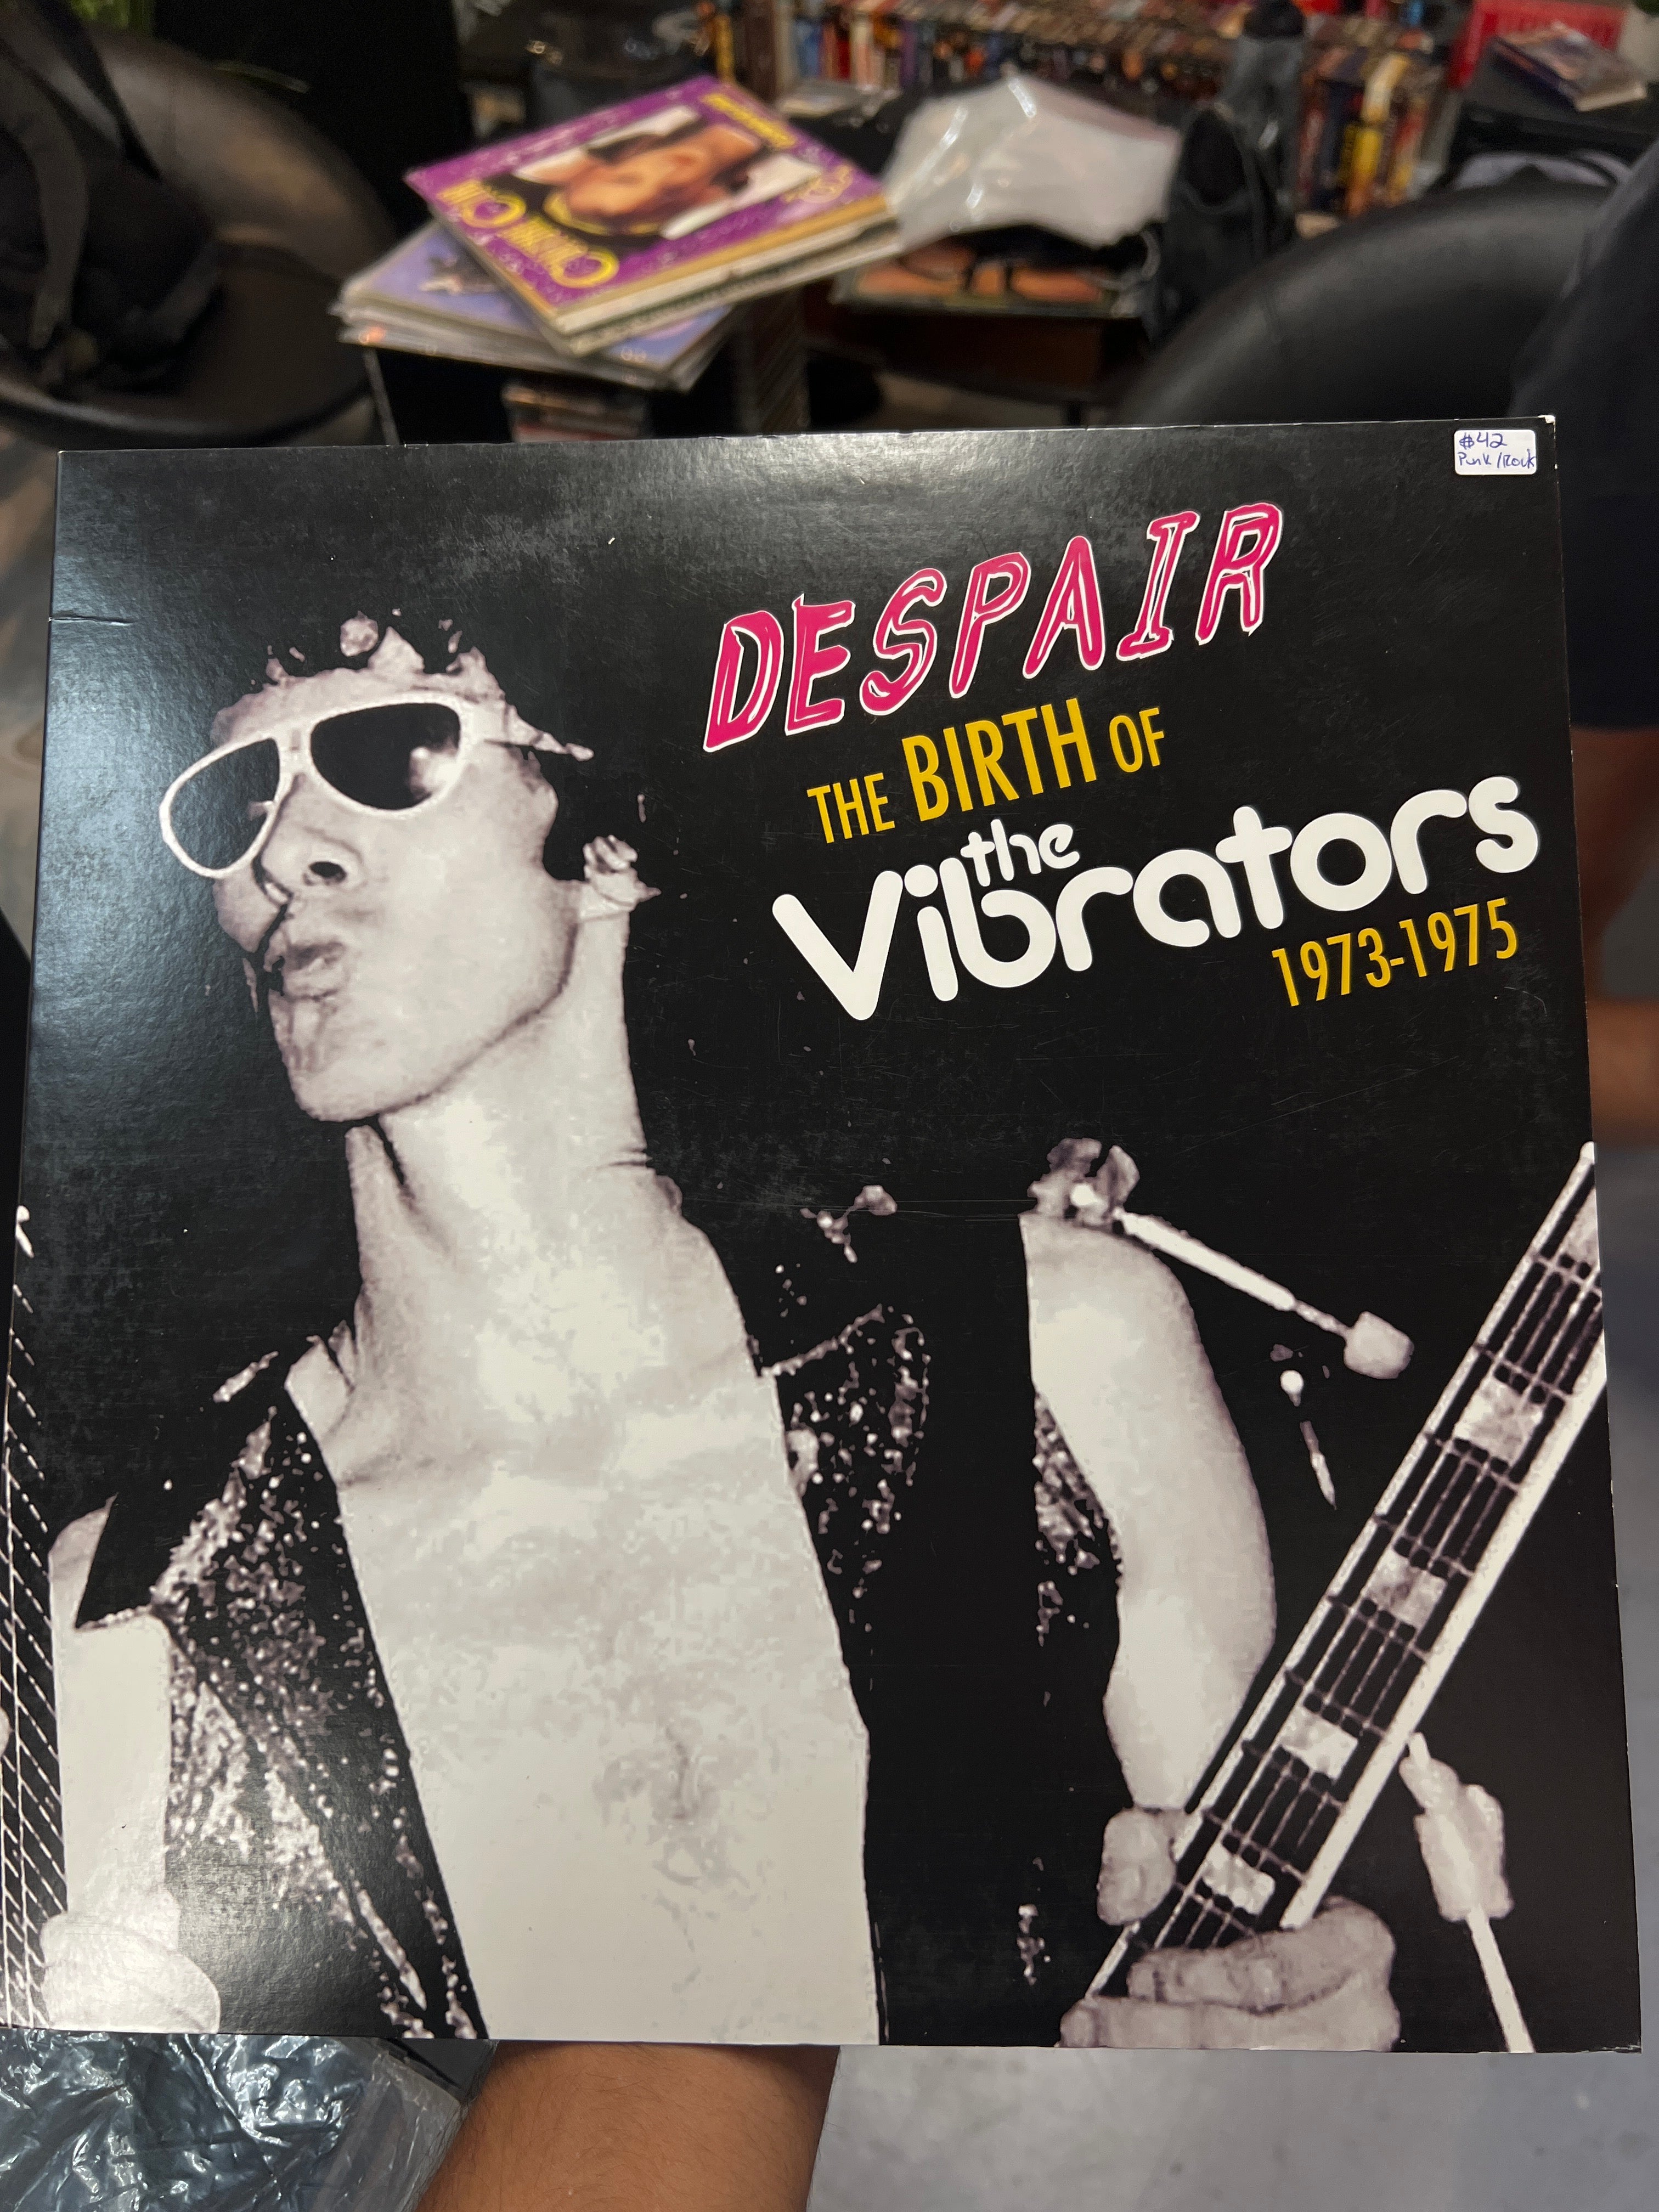 $42
Punk/Rock
DESPAIR
THE BIRTH OF
the
Vibrators
1973-1975